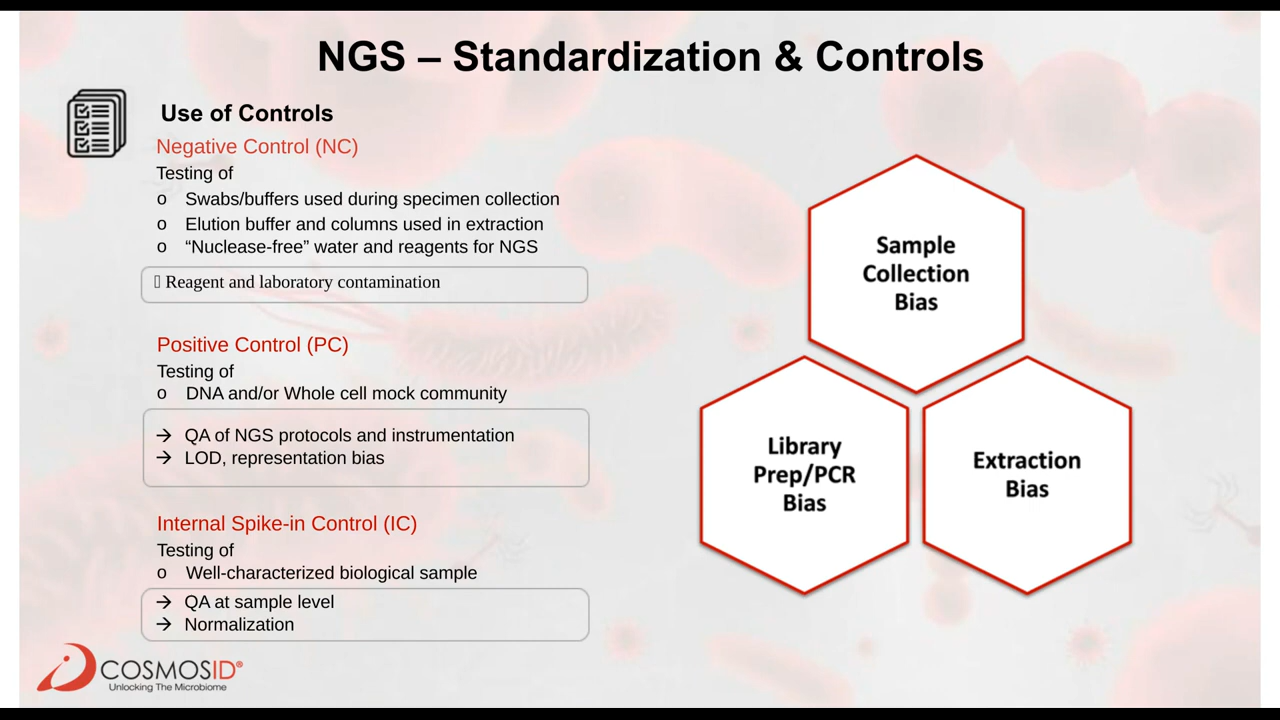 NGS – Standardization & Controls
Use of Controls
Negative Control (NC)
Testing of
o Swabs/buffers used during specimen collection
o Elution buffer and columns used in extraction
o “Nuclease-free” water and reagents for NGS
▯ Reagent and laboratory contamination
Positive Control (PC)
Testing of
o DNA and/or Whole cell mock community
→ QA of NGS protocols and instrumentation
→ LOD, representation bias
Internal Spike-in Control (IC)
Testing of
o Well-characterized biological sample
→ QA at sample level
→ Normalization
Sample
Collection
Bias
Library
Prep/PCR
Bias
Extraction
Bias
COSMOSID®
Unlocking The Microbiome